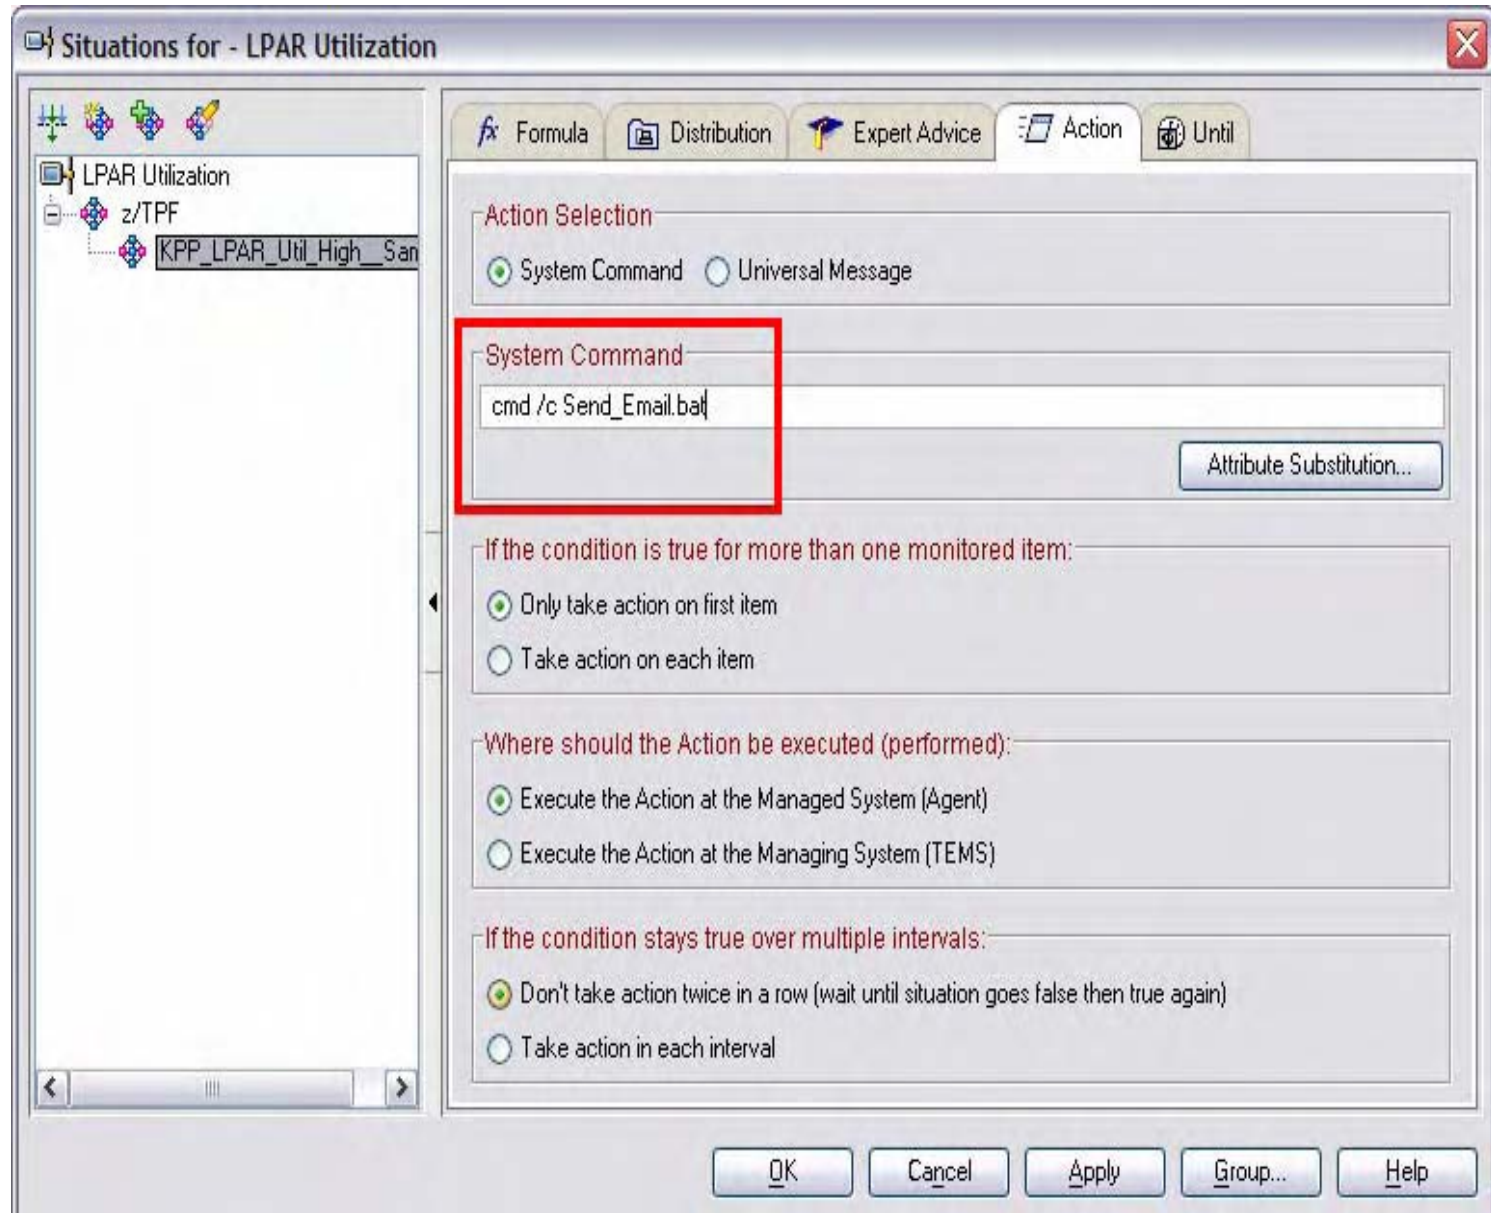 Situations for - LPAR Utilization
Formula Distribution Expert Advice Action Until
LPAR Utilization
z/TPF
KPP_LPAR_Util_High__San
Action Selection
System Command Universal Message
System Command
cmd /c Send_Email.bat
Attribute Substitution...
If the condition is true for more than one monitored item:
Only take action on first item
Take action on each item
Where should the Action be executed (performed):
Execute the Action at the Managed System (Agent)
Execute the Action at the Managing System (TEMS)
If the condition stays true over multiple intervals:
Don't take action twice in a row (wait until situation goes false then true again)
Take action in each interval
OK Cancel Apply Group... Help